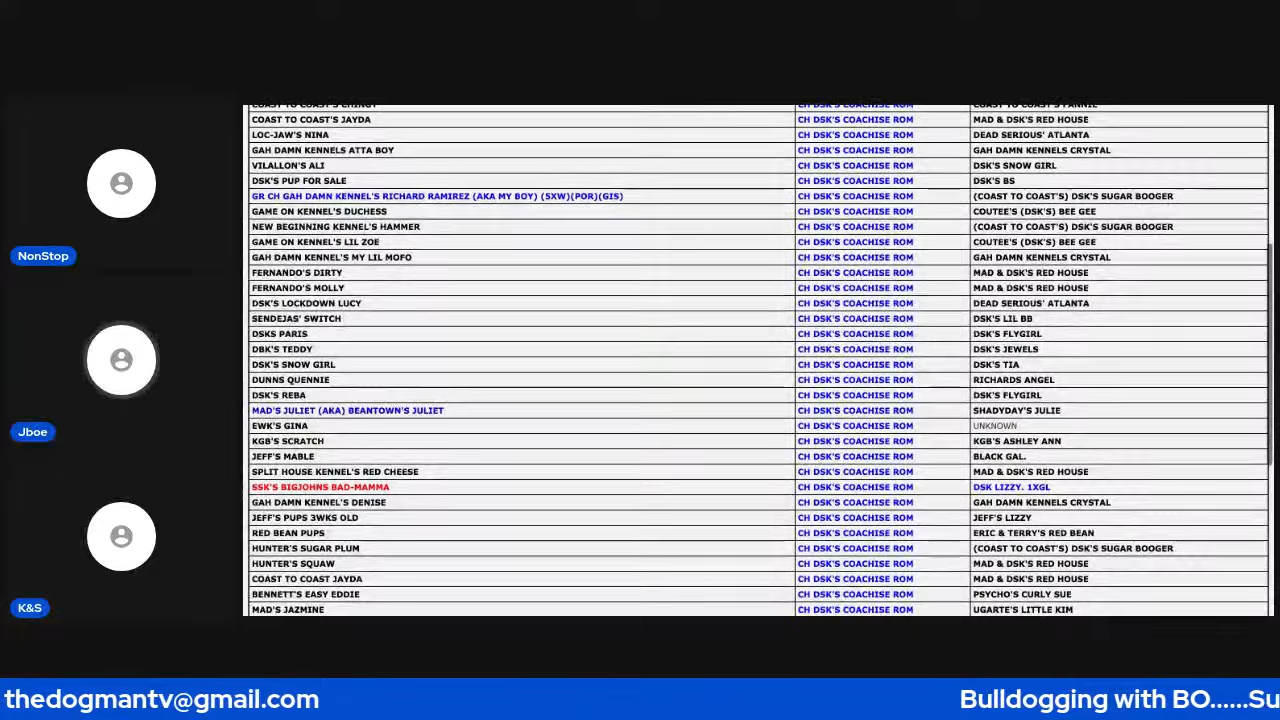 COAST TO COAST'S CHINGY CH DSK'S COACHISE ROM COAST TO COAST'S FANNIE
COAST TO COAST'S JAYDA CH DSK'S COACHISE ROM MAD & DSK'S RED HOUSE
LOC-JAW'S NINA CH DSK'S COACHISE ROM DEAD SERIOUS' ATLANTA
GAH DAMN KENNELS ATTA BOY CH DSK'S COACHISE ROM GAH DAMN KENNELS CRYSTAL
VILALLON'S ALI CH DSK'S COACHISE ROM DSK'S SNOW GIRL
DSK'S PUP FOR SALE CH DSK'S COACHISE ROM DSK'S BS
GR CH GAH DAMN KENNEL'S RICHARD RAMIREZ (AKA MY BOY) (5XW)(POR)(GIS) CH DSK'S COACHISE ROM (COAST TO COAST'S) DSK'S SUGAR BOOGER
GAME ON KENNEL'S DUCHESS CH DSK'S COACHISE ROM COUTEE'S (DSK'S) BEE GEE
NEW BEGINNING KENNEL'S HAMMER CH DSK'S COACHISE ROM (COAST TO COAST'S) DSK'S SUGAR BOOGER
GAME ON KENNEL'S LIL ZOE CH DSK'S COACHISE ROM COUTEE'S (DSK'S) BEE GEE
GAH DAMN KENNEL'S MY LIL MOFO CH DSK'S COACHISE ROM GAH DAMN KENNELS CRYSTAL
FERNANDO'S DIRTY CH DSK'S COACHISE ROM MAD & DSK'S RED HOUSE
FERNANDO'S MOLLY CH DSK'S COACHISE ROM MAD & DSK'S RED HOUSE
DSK'S LOCKDOWN LUCY CH DSK'S COACHISE ROM DEAD SERIOUS' ATLANTA
SENDEJAS' SWITCH CH DSK'S COACHISE ROM DSK'S LIL BB
DSKS PARIS CH DSK'S COACHISE ROM DSK'S FLYGIRL
DBK'S TEDDY CH DSK'S COACHISE ROM DSK'S JEWELS
DSK'S SNOW GIRL CH DSK'S COACHISE ROM DSK'S TIA
DUNNS QUENNIE CH DSK'S COACHISE ROM RICHARDS ANGEL
DSK'S REBA CH DSK'S COACHISE ROM DSK'S FLYGIRL
MAD'S JULIET (AKA) BEANTOWN'S JULIET CH DSK'S COACHISE ROM SHADYDAY'S JULIE
EWK'S GINA CH DSK'S COACHISE ROM UNKNOWN
KGB'S SCRATCH CH DSK'S COACHISE ROM KGB'S ASHLEY ANN
JEFF'S MABLE CH DSK'S COACHISE ROM BLACK GAL.
SPLIT HOUSE KENNEL'S RED CHEESE CH DSK'S COACHISE ROM MAD & DSK'S RED HOUSE
SSK'S BIGJOHNS BAD-MAMMA CH DSK'S COACHISE ROM DSK LIZZY. 1XGL
GAH DAMN KENNEL'S DENISE CH DSK'S COACHISE ROM GAH DAMN KENNELS CRYSTAL
JEFF'S PUPS 3WKS OLD CH DSK'S COACHISE ROM JEFF'S LIZZY
RED BEAN PUPS CH DSK'S COACHISE ROM ERIC & TERRY'S RED BEAN
HUNTER'S SUGAR PLUM CH DSK'S COACHISE ROM (COAST TO COAST'S) DSK'S SUGAR BOOGER
HUNTER'S SQUAW CH DSK'S COACHISE ROM MAD & DSK'S RED HOUSE
COAST TO COAST JAYDA CH DSK'S COACHISE ROM MAD & DSK'S RED HOUSE
BENNETT'S EASY EDDIE CH DSK'S COACHISE ROM PSYCHO'S CURLY SUE
MAD'S JAZMINE CH DSK'S COACHISE ROM UGARTE'S LITTLE KIM
NonStop
Jboe
K&S
thedogmantv@gmail.com Bulldogging with BO......Su